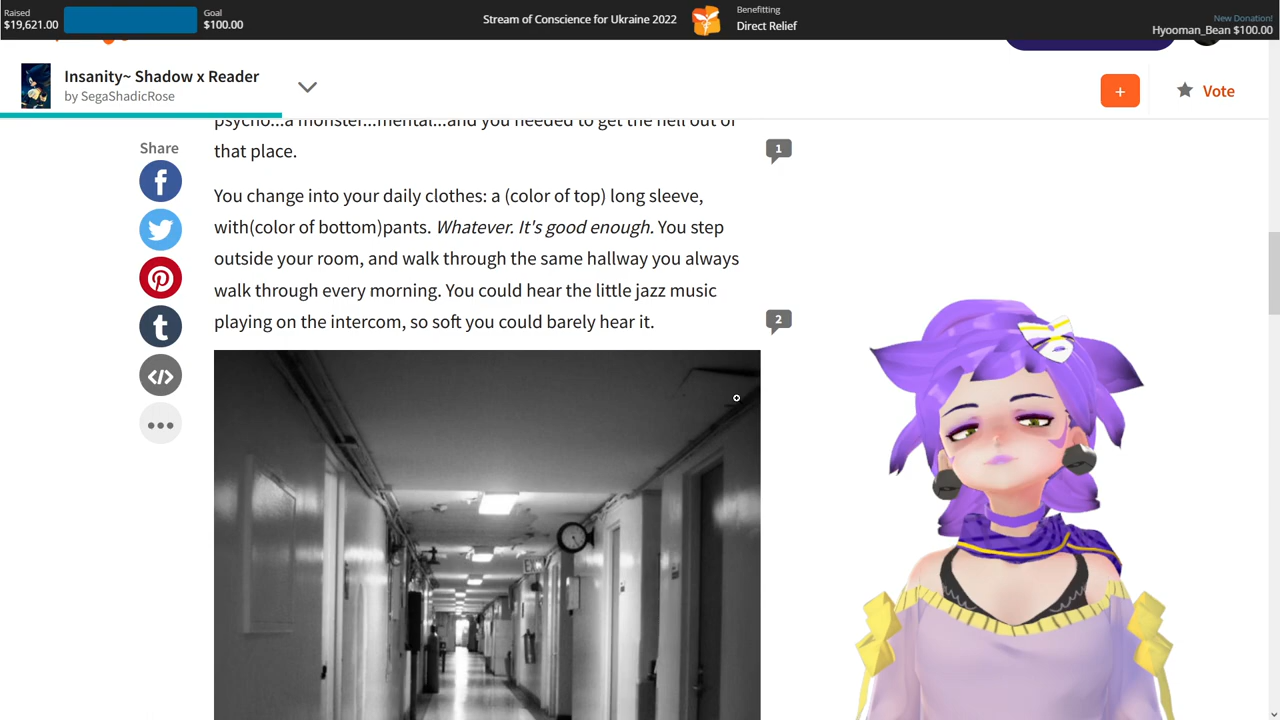 Raised
$19,621.00
Goal
$100.00
Stream of Conscience for Ukraine 2022
Benefitting
Direct Relief
New Donation!
Hyooman_Bean $100.00
Insanity~ Shadow x Reader
by SegaShadicRose
+
Vote
Share
psycho...a monster...mental...and you needed to get the hell out of
that place.
1
You change into your daily clothes: a (color of top) long sleeve,
with(color of bottom)pants. Whatever. It's good enough. You step
outside your room, and walk through the same hallway you always
walk through every morning. You could hear the little jazz music
playing on the intercom, so soft you could barely hear it.
2